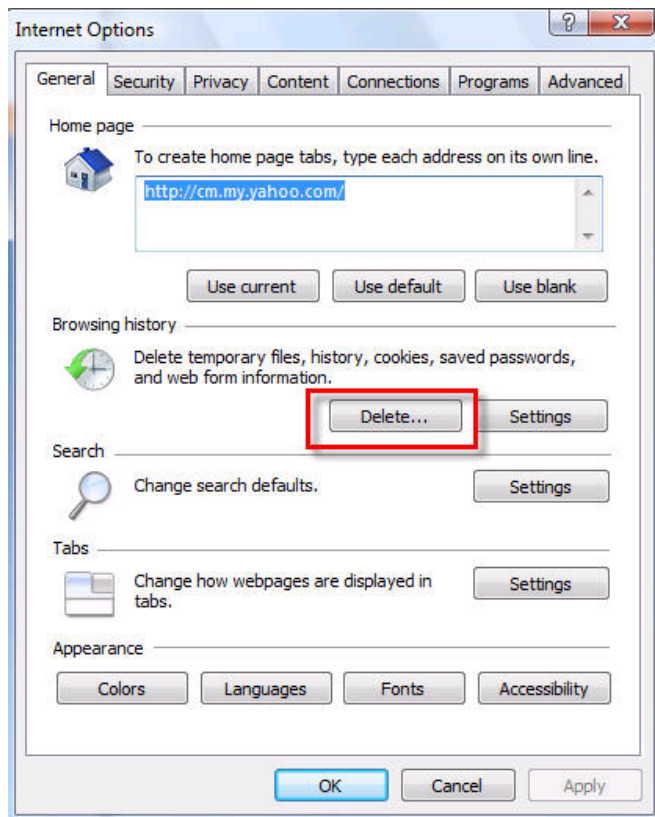 Internet Options
?
X
General Security Privacy Content Connections Programs Advanced
Home page
To create home page tabs, type each address on its own line.
http://cm.my.yahoo.com/
Use current Use default Use blank
Browsing history
Delete temporary files, history, cookies, saved passwords,
and web form information.
Delete... Settings
Search
Change search defaults. Settings
Tabs
Change how webpages are displayed in
tabs.
Settings
Appearance
Colors Languages Fonts Accessibility
OK Cancel Apply